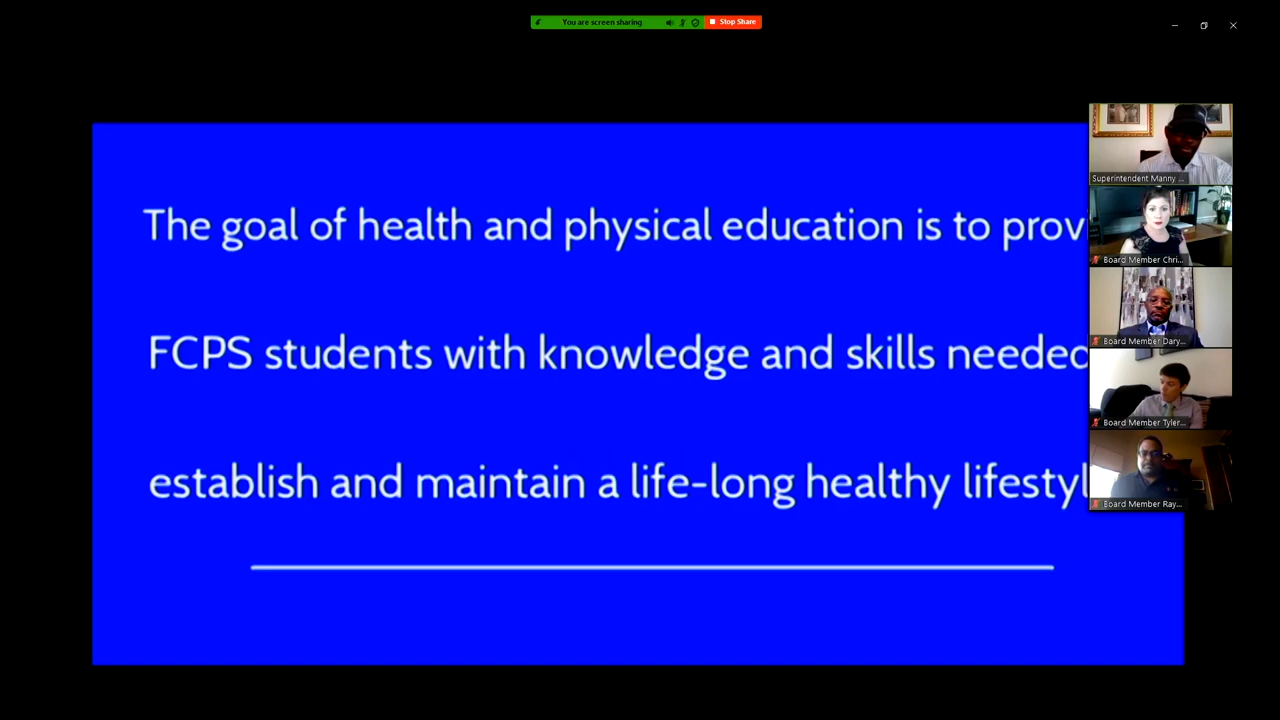 You are screen sharing
Stop Share
The goal of health and physical education is to prov
FCPS students with knowledge and skills needed
establish and maintain a life-long healthy lifestyl
Superintendent Manny ...
Board Member Chri...
Board Member Dary...
Board Member Tyler...
Board Member Ray...